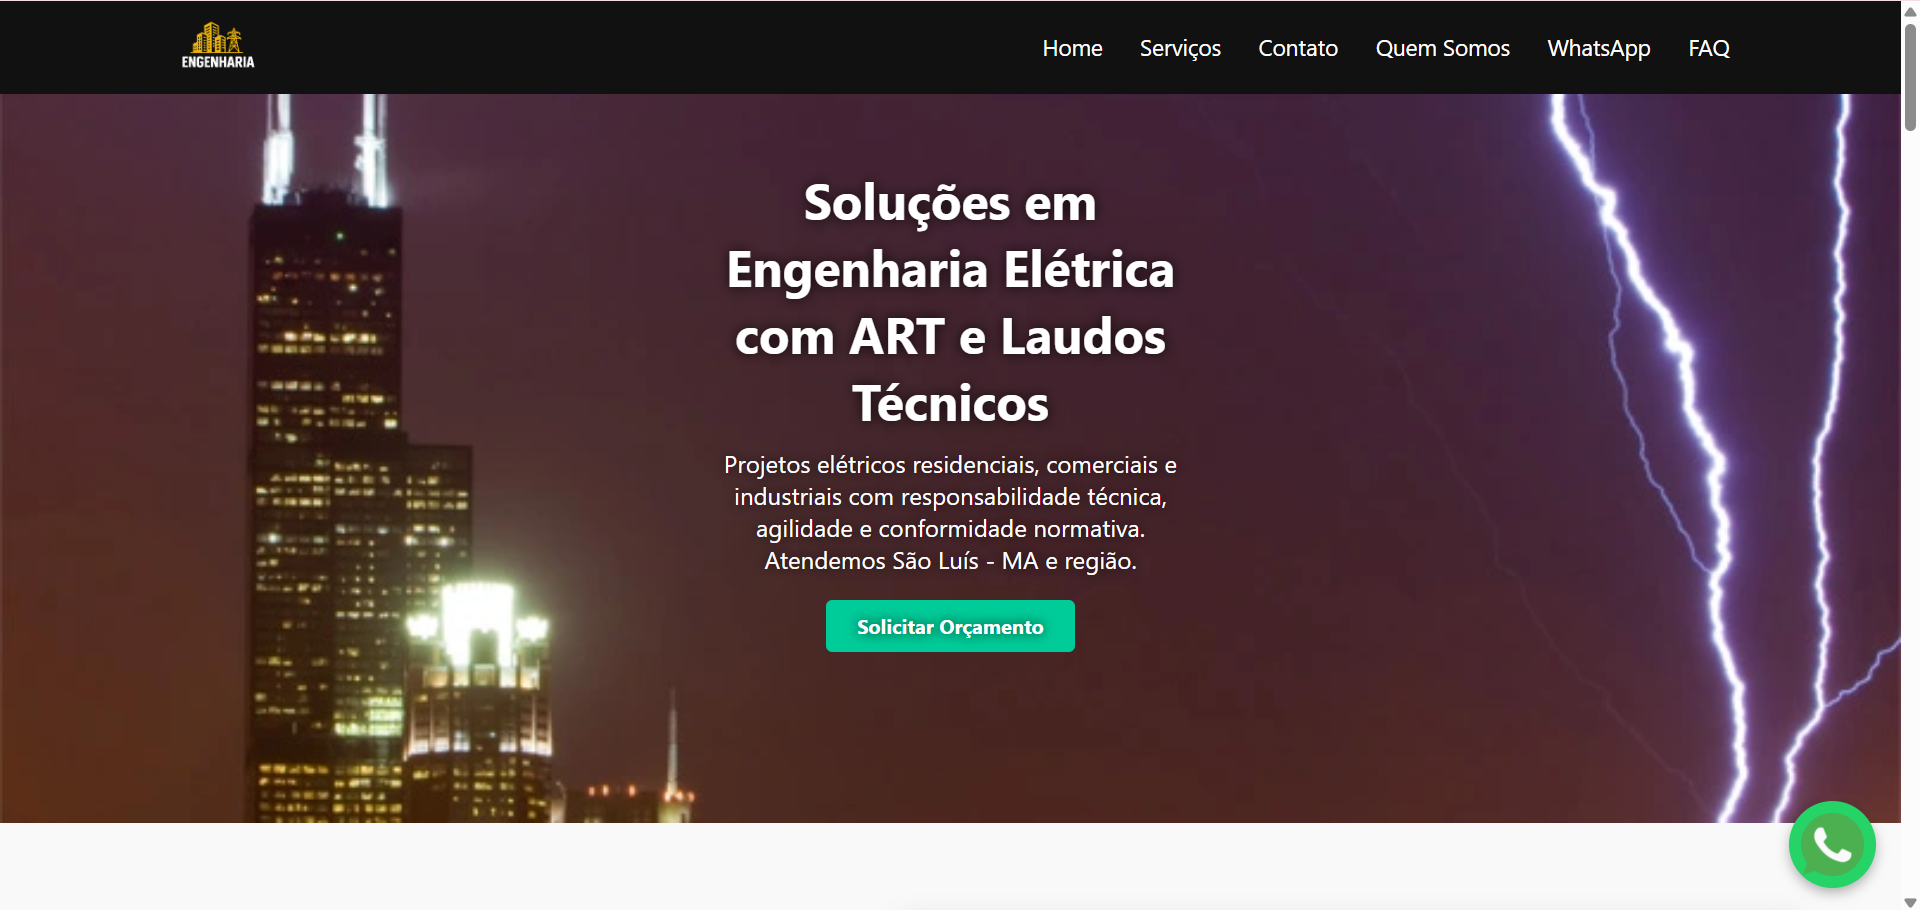 ENGENHARIA
Home Serviços Contato Quem Somos WhatsApp FAQ
Soluções em
Engenharia Elétrica
com ART e Laudos
Técnicos
Projetos elétricos residenciais, comerciais e
industriais com responsabilidade técnica,
agilidade e conformidade normativa.
Atendemos São Luís - MA e região.
Solicitar Orçamento